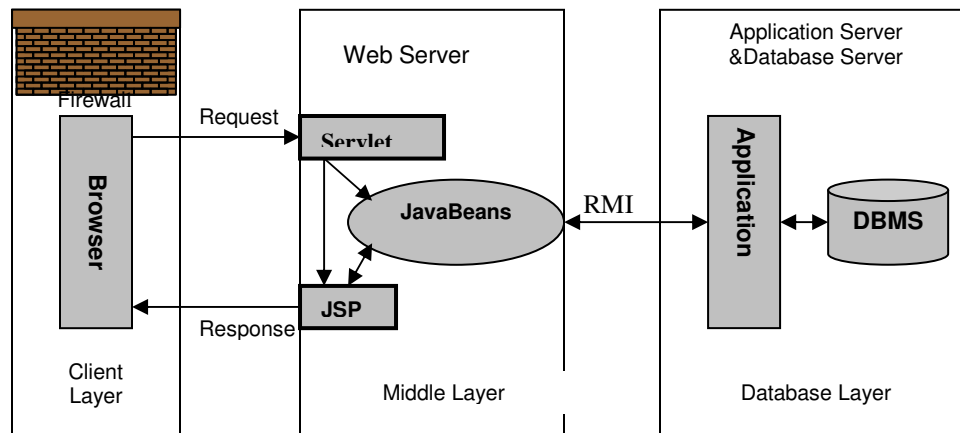 Firewall
Browser
Client
Layer
Request
Response
Web Server
Servlet
JavaBeans
JSP
Middle Layer
RMI
Application Server
&Database Server
Application
DBMS
Database Layer